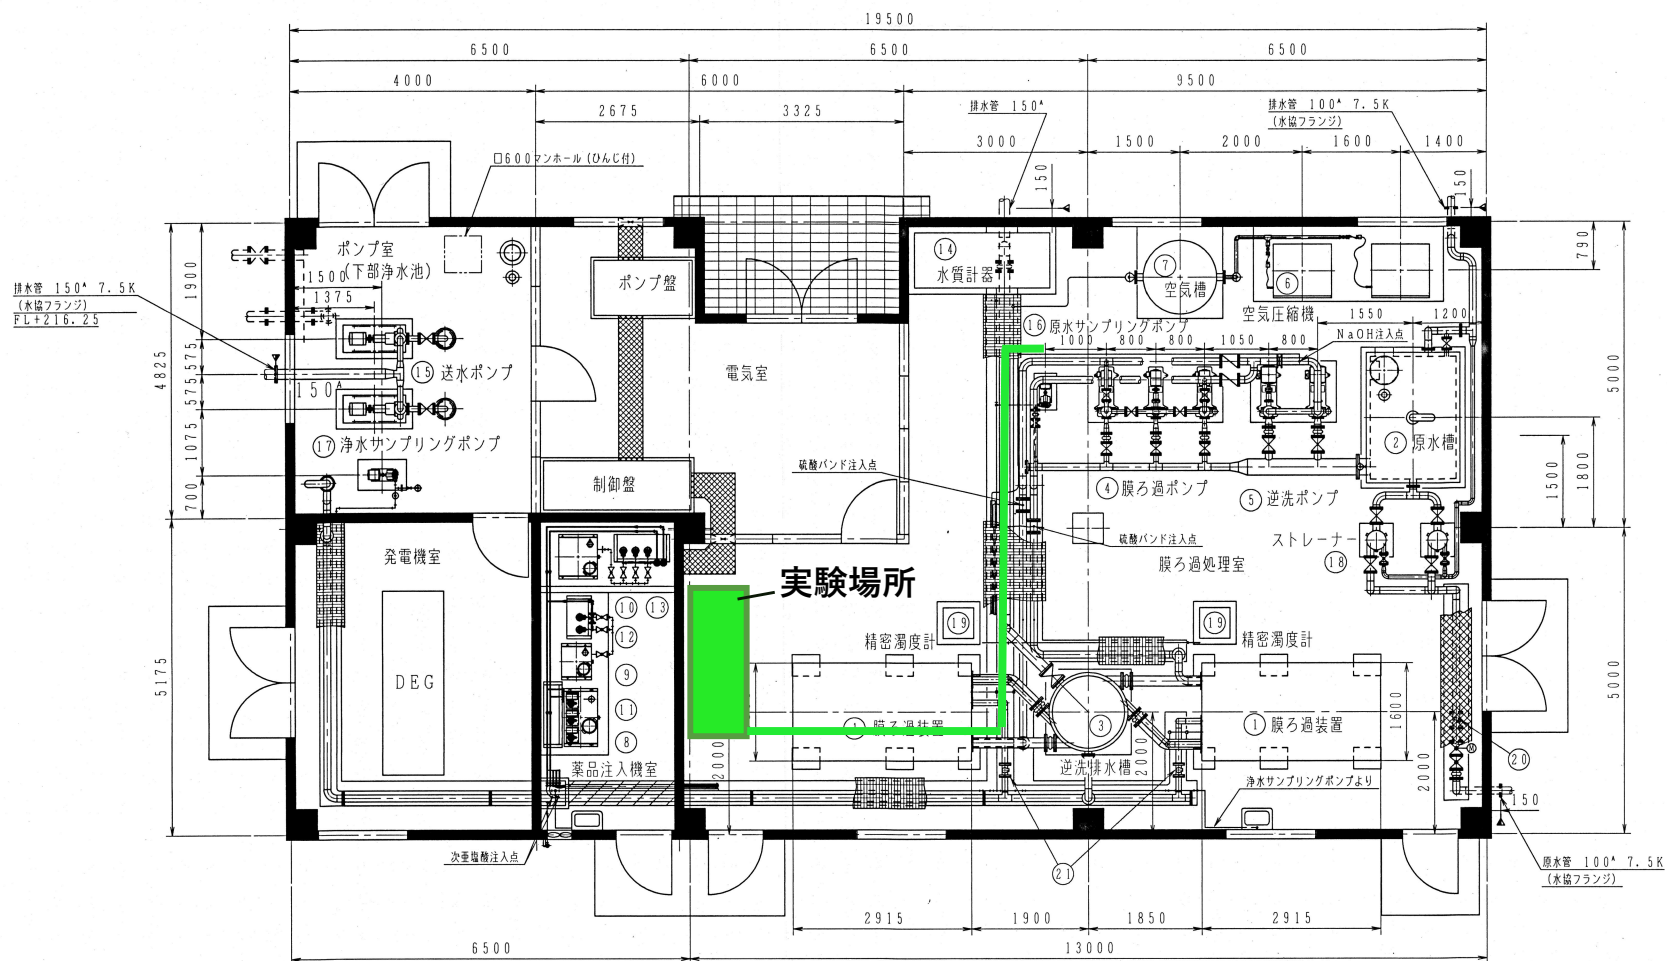 19500
6500
6500
6500
4000
6000
9500
2675
3325
排水管 150ᴬ
排水管 100ᴬ 7.5K
(水協フランジ)
3000
1500
2000
1600
1400
□600マンホール(ひんじ付)
150
150
ポンプ室
(下部浄水池)
1500
1375
ポンプ盤
⑭
水質計器
⑦
空気槽
⑥
空気圧縮機
790
1900
排水管 150ᴬ 7.5K
(水協フランジ)
FL+216.25
⑯ 原水サンプリングポンプ
1550
1200
1000
800
800
1050
800
NaOH注入点
4825
575
575
150ᴬ
⑮ 送水ポンプ
電気室
5000
⑰ 浄水サンプリングポンプ
1075
② 原水槽
硫酸バンド注入点
制御盤
④ 膜ろ過ポンプ
⑤ 逆洗ポンプ
1500
1800
700
硫酸バンド注入点
ストレーナー
⑱
発電機室
膜ろ過処理室
実験場所
⑩
⑬
⑫
⑲
⑲
精密濁度計
精密濁度計
5175
DEG
⑨
⑪
⑧
① 膜ろ過装置
③
① 膜ろ過装置
1600
5000
2000
2000
2000
⑳
薬品注入機室
逆洗排水槽
浄水サンプリングポンプより
150
次亜塩酸注入点
㉑
原水管 100ᴬ 7.5K
(水協フランジ)
2915
1900
1850
2915
6500
13000